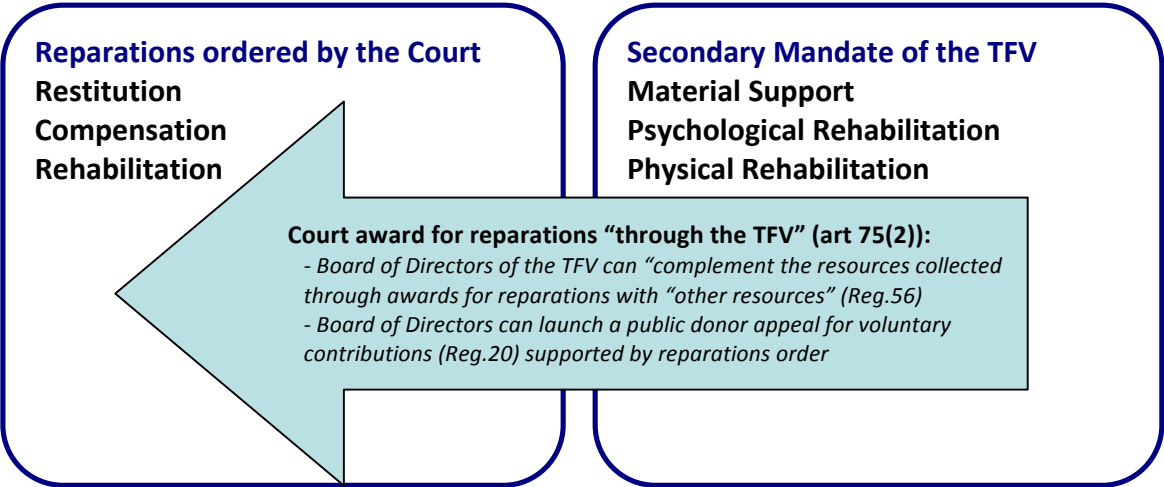 Reparations ordered by the Court
Restitution
Compensation
Rehabilitation
Secondary Mandate of the TFV
Material Support
Psychological Rehabilitation
Physical Rehabilitation
Court award for reparations “through the TFV” (art 75(2)):
- Board of Directors of the TFV can “complement the resources collected
through awards for reparations with “other resources” (Reg.56)
- Board of Directors can launch a public donor appeal for voluntary
contributions (Reg.20) supported by reparations order